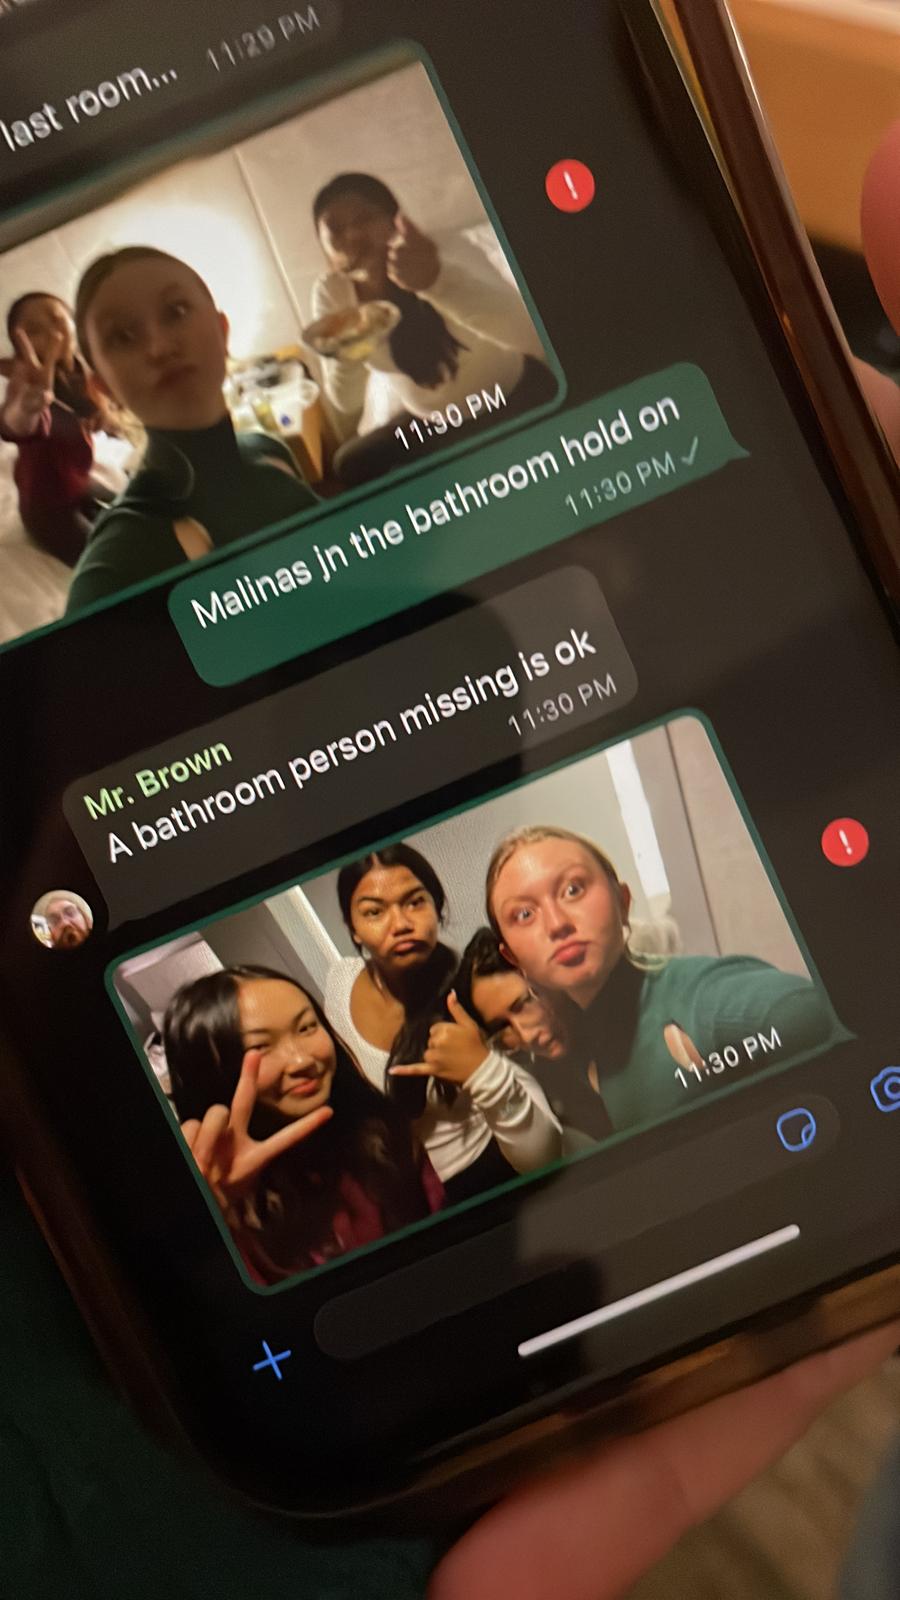 last room... 11:29 PM
11:30 PM
Malinas jn the bathroom hold on
11:30 PM
Mr. Brown
A bathroom person missing is ok
11:30 PM
11:30 PM